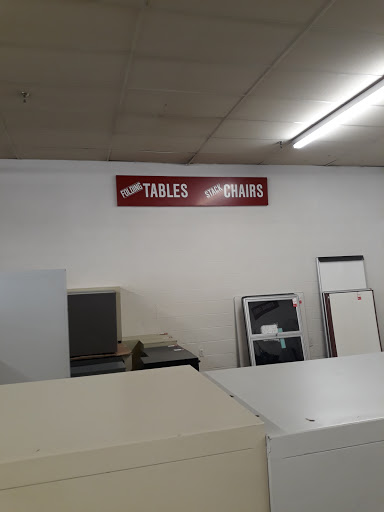 FOLDING TABLES STACK CHAIRS